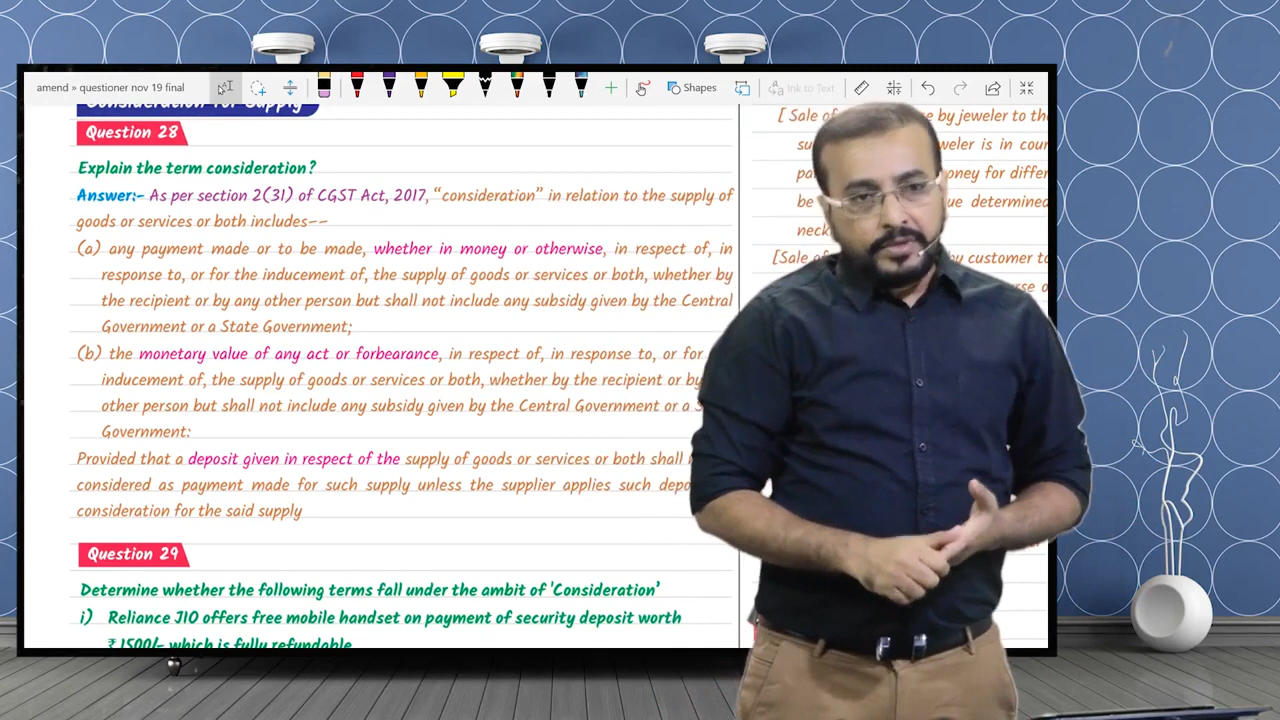 amend » questioner nov 19 final
Shapes
Ink to Text
Consideration for Supply
Question 28
Explain the term consideration?
Answer:- As per section 2(31) of CGST Act, 2017, “consideration” in relation to the supply of
goods or services or both includes--
(a) any payment made or to be made, whether in money or otherwise, in respect of, in
response to, or for the inducement of, the supply of goods or services or both, whether by
the recipient or by any other person but shall not include any subsidy given by the Central
Government or a State Government;
(b) the monetary value of any act or forbearance, in respect of, in response to, or for
inducement of, the supply of goods or services or both, whether by the recipient or by
other person but shall not include any subsidy given by the Central Government or a S
Government:
Provided that a deposit given in respect of the supply of goods or services or both shall
considered as payment made for such supply unless the supplier applies such depo
consideration for the said supply
Question 29
Determine whether the following terms fall under the ambit of 'Consideration’
i) Reliance JIO offers free mobile handset on payment of security deposit worth
₹ 1500/- which is fully refundable
[ Sale of e by jeweler to the
su weler is in cour
pa oney for differ
be ue determined
neck
[Sale of by customer to
rse o